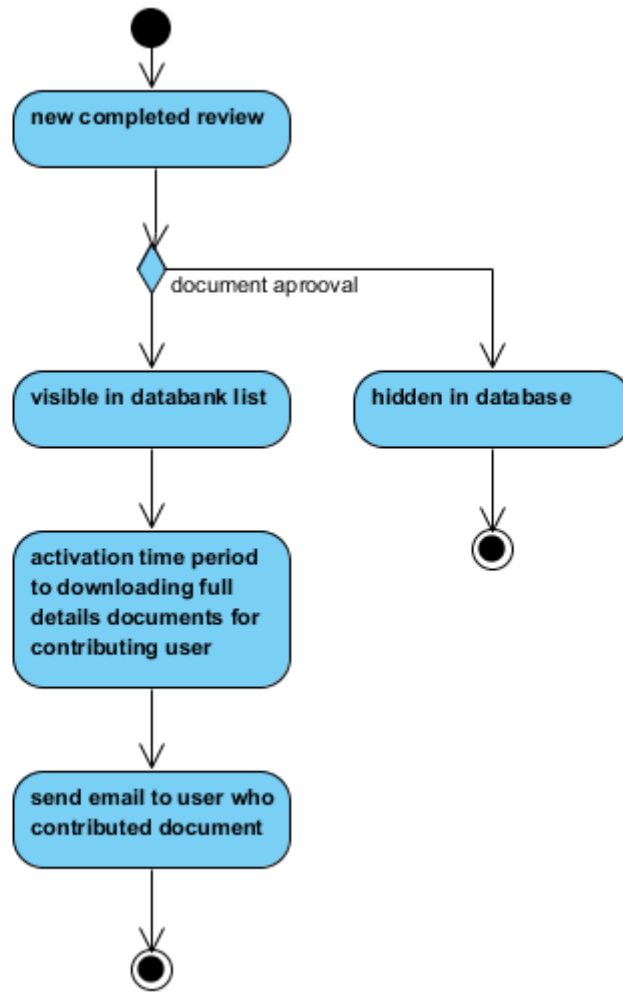 new completed review
document aprooval
visible in databank list
hidden in database
activation time period
to downloading full
details documents for
contributing user
send email to user who
contributed document